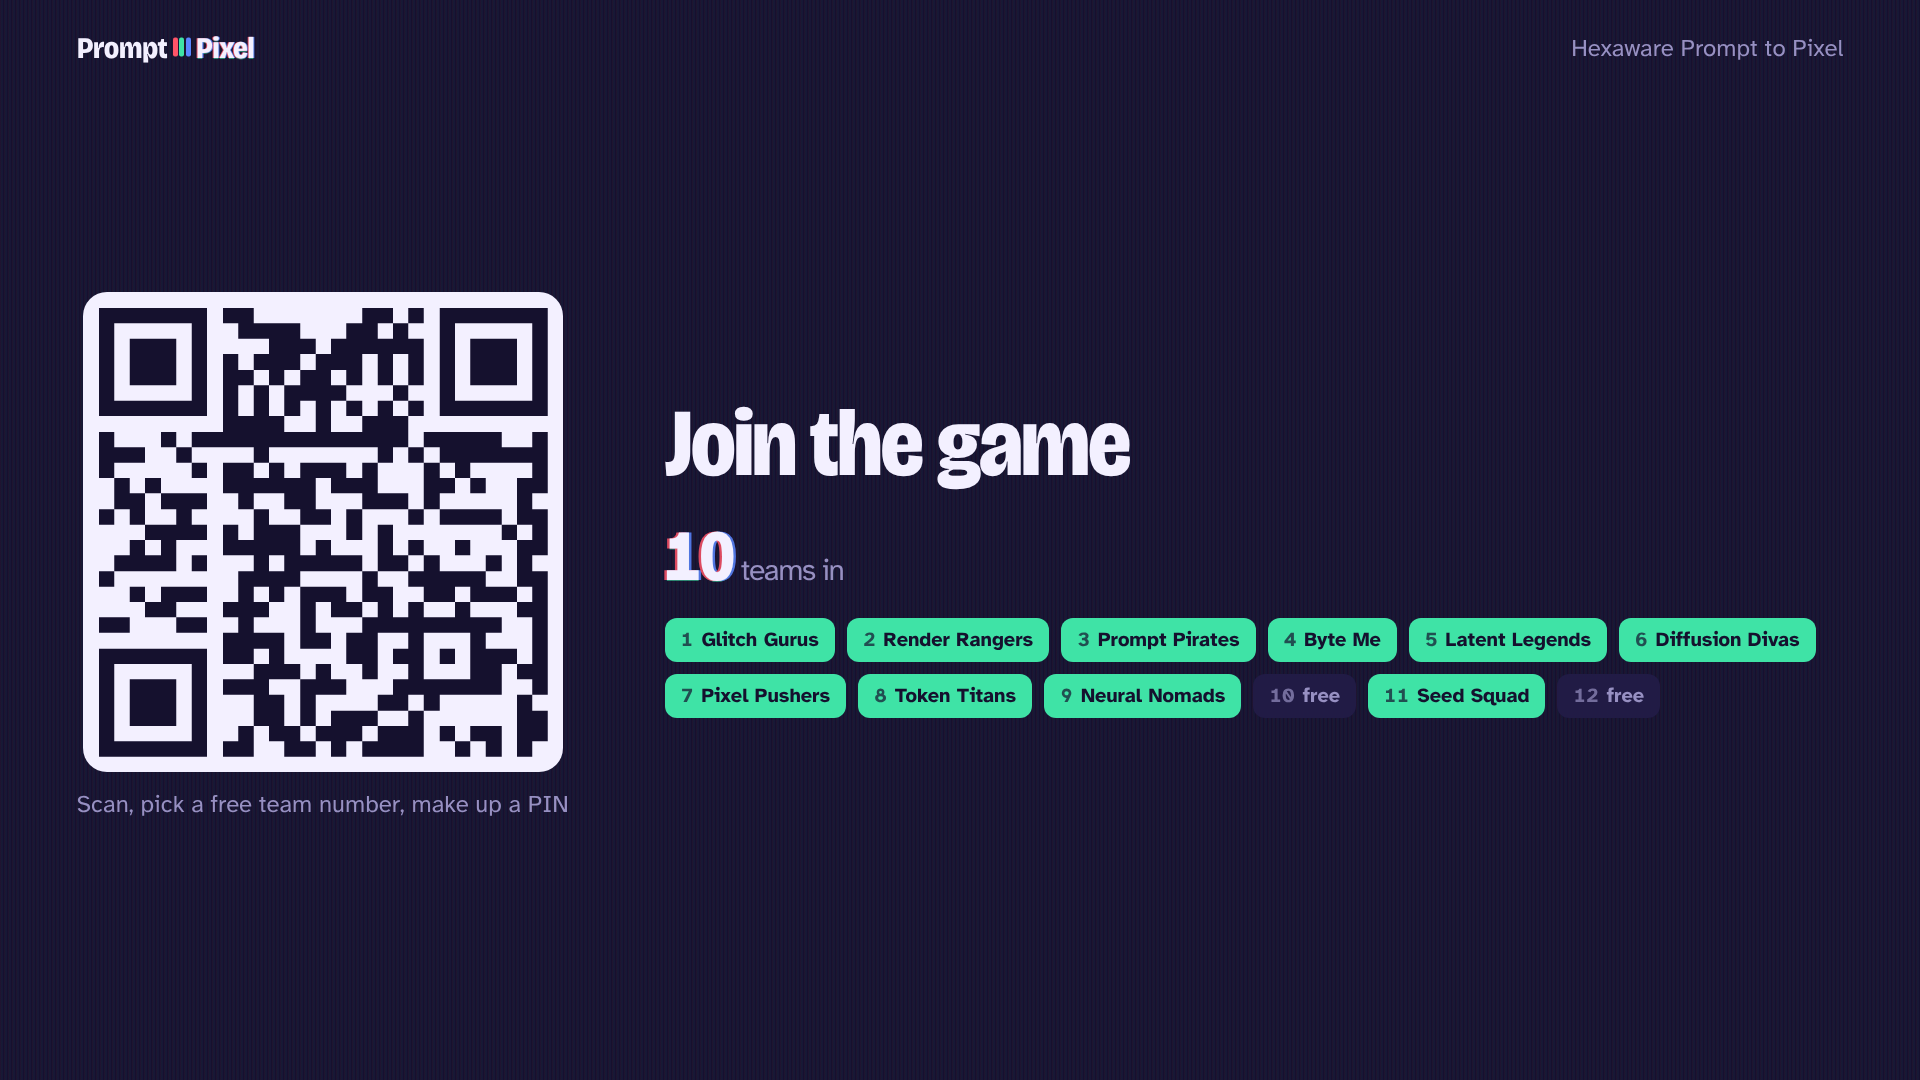 Prompt Pixel
Hexaware Prompt to Pixel
Join the game
10 teams in
1 Glitch Gurus 2 Render Rangers 3 Prompt Pirates 4 Byte Me 5 Latent Legends 6 Diffusion Divas
7 Pixel Pushers 8 Token Titans 9 Neural Nomads 10 free 11 Seed Squad 12 free
Scan, pick a free team number, make up a PIN